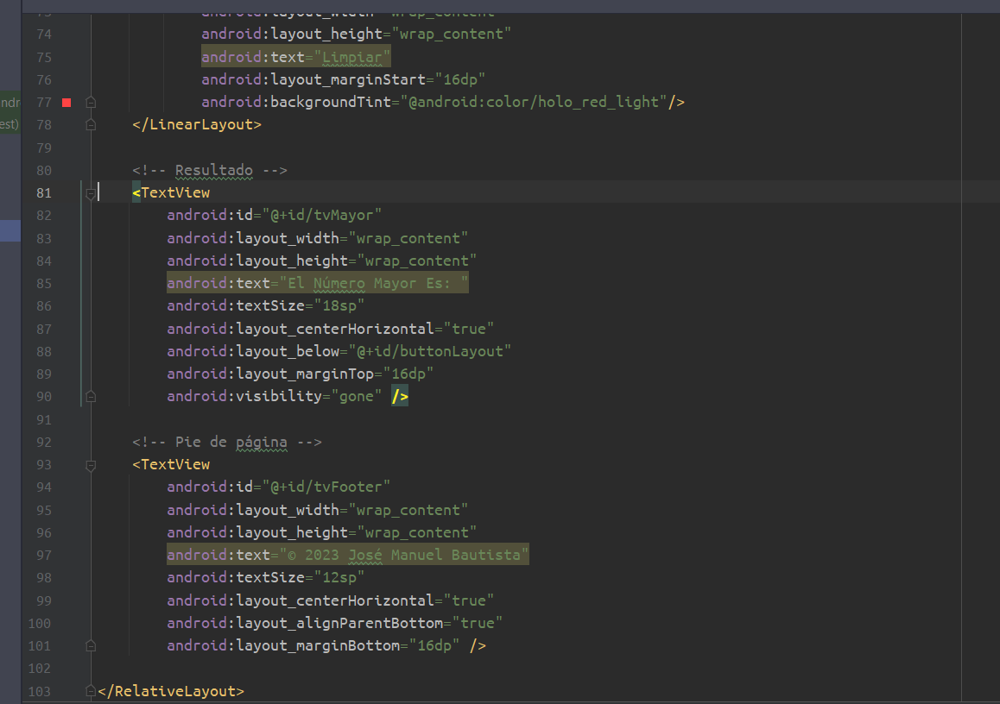 android:layout_width="wrap_content"
74 android:layout_height="wrap_content"
75 android:text="Limpiar"
76 android:layout_marginStart="16dp"
77 android:backgroundTint="@android:color/holo_red_light"/>
78 </LinearLayout>
79
80 <!-- Resultado -->
81 <TextView
82 android:id="@+id/tvMayor"
83 android:layout_width="wrap_content"
84 android:layout_height="wrap_content"
85 android:text="El Número Mayor Es: "
86 android:textSize="18sp"
87 android:layout_centerHorizontal="true"
88 android:layout_below="@+id/buttonLayout"
89 android:layout_marginTop="16dp"
90 android:visibility="gone" />
91
92 <!-- Pie de página -->
93 <TextView
94 android:id="@+id/tvFooter"
95 android:layout_width="wrap_content"
96 android:layout_height="wrap_content"
97 android:text="© 2023 José Manuel Bautista"
98 android:textSize="12sp"
99 android:layout_centerHorizontal="true"
100 android:layout_alignParentBottom="true"
101 android:layout_marginBottom="16dp" />
102
103 </RelativeLayout>